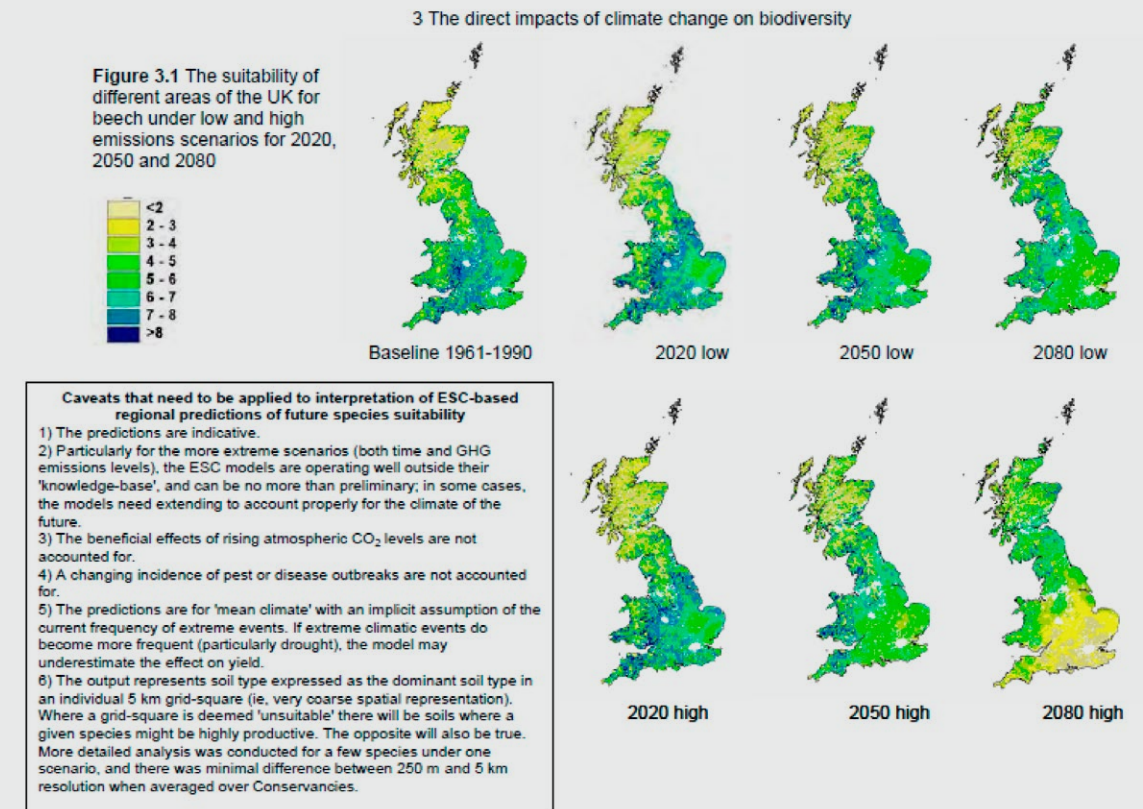 3 The direct impacts of climate change on biodiversity
Figure 3.1 The suitability of
different areas of the UK for
beech under low and high
emissions scenarios for 2020,
2050 and 2080
<2
2 - 3
3 - 4
4 - 5
5 - 6
6 - 7
7 - 8
>8
Baseline 1961-1990
2020 low
2050 low
2080 low
Caveats that need to be applied to interpretation of ESC-based
regional predictions of future species suitability
1) The predictions are indicative.
2) Particularly for the more extreme scenarios (both time and GHG
emissions levels), the ESC models are operating well outside their
'knowledge-base', and can be no more than preliminary; in some cases,
the models need extending to account properly for the climate of the
future.
3) The beneficial effects of rising atmospheric CO₂ levels are not
accounted for.
4) A changing incidence of pest or disease outbreaks are not accounted
for.
5) The predictions are for 'mean climate' with an implicit assumption of the
current frequency of extreme events. If extreme climatic events do
become more frequent (particularly drought), the model may
underestimate the effect on yield.
6) The output represents soil type expressed as the dominant soil type in
an individual 5 km grid-square (ie, very coarse spatial representation).
Where a grid-square is deemed 'unsuitable' there will be soils where a
given species might be highly productive. The opposite will also be true.
More detailed analysis was conducted for a few species under one
scenario, and there was minimal difference between 250 m and 5 km
resolution when averaged over Conservancies.
2020 high
2050 high
2080 high